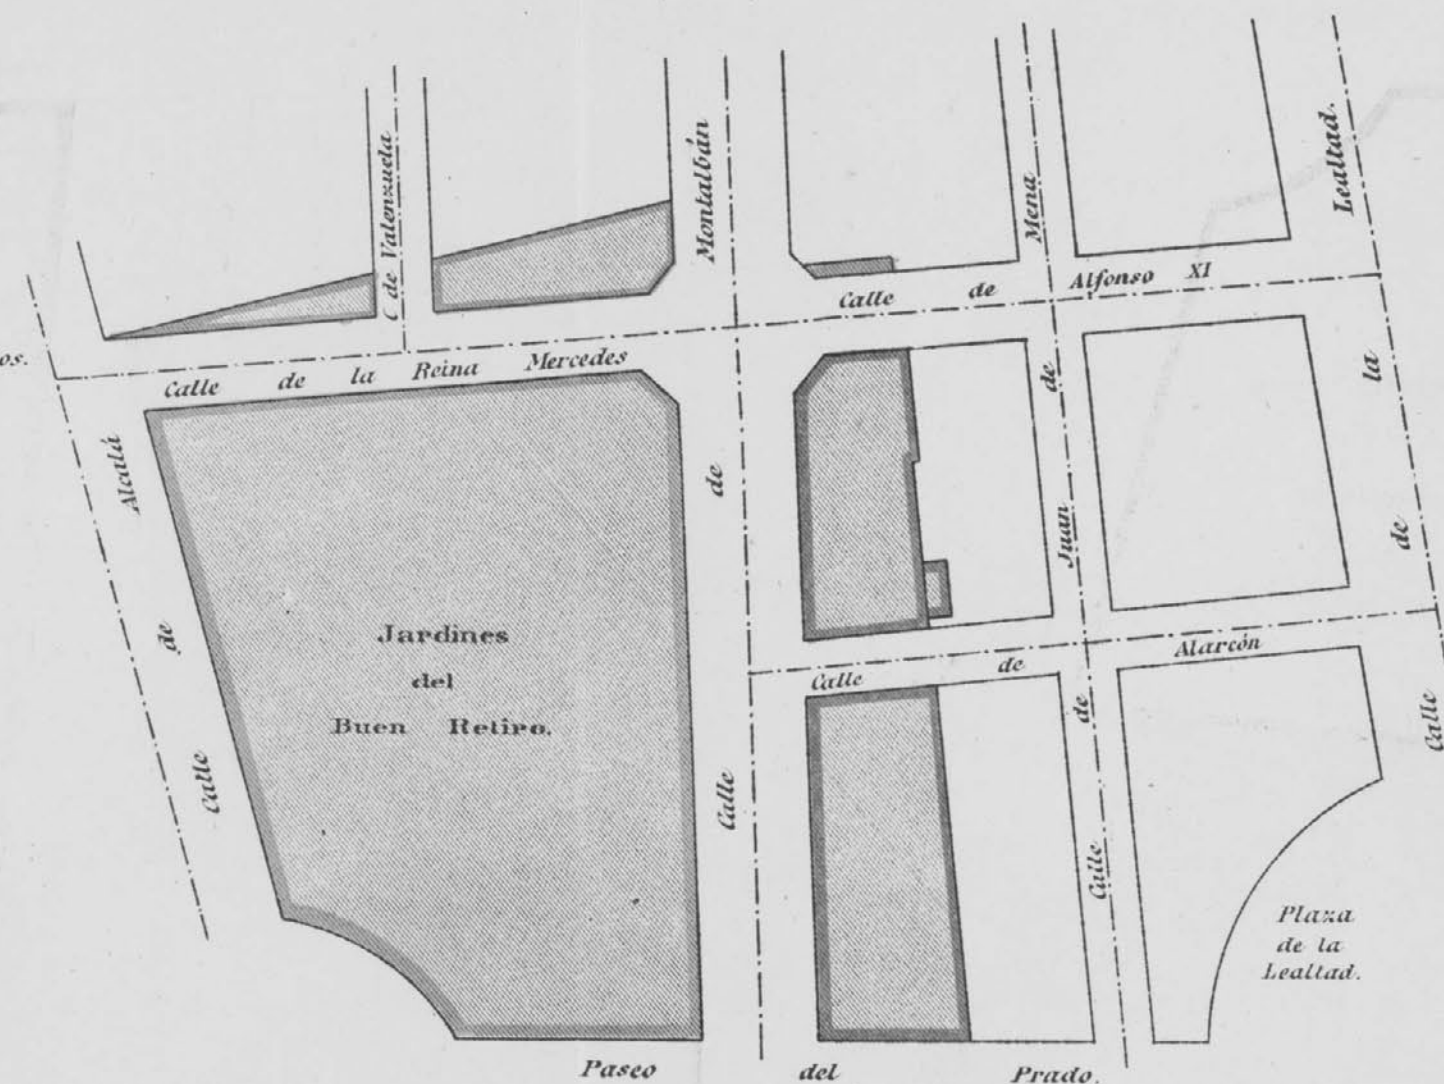 C. de Valenzuela
Calle de Montalbán
Calle de Juan de Mena
Calle de la Lealtad.
Calle de Alfonso XI
os.
Calle de la Reina Mercedes
Calle de Alcalá
Jardines
del
Buen Retiro.
Calle de Alarcón
Plaza
de la
Lealtad.
Paseo del Prado.